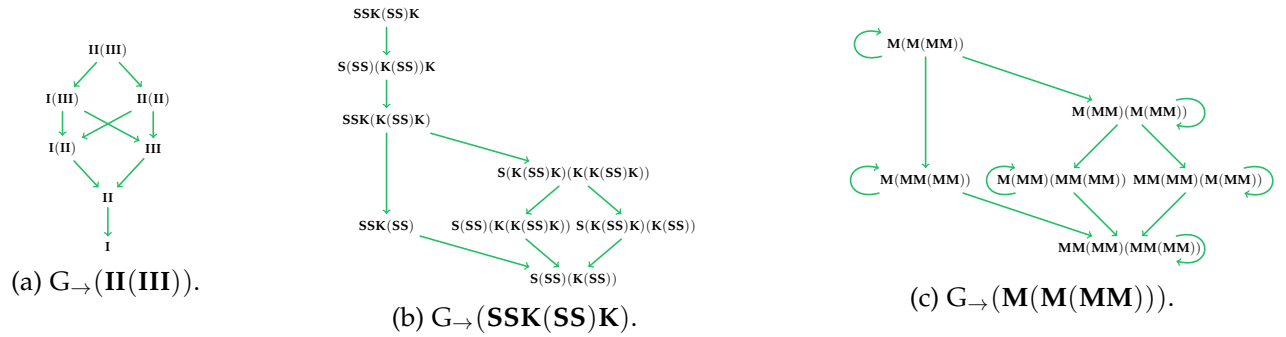 II(III)
I(III) II(II)
I(II) III
II
I
(a) G→(II(III)).
SSK(SS)K
S(SS)(K(SS))K
SSK(K(SS)K)
S(K(SS)K)(K(K(SS)K))
SSK(SS) S(SS)(K(K(SS)K)) S(K(SS)K)(K(SS))
S(SS)(K(SS))
(b) G→(SSK(SS)K).
M(M(MM))
M(MM)(M(MM))
M(MM(MM)) M(MM)(MM(MM)) MM(MM)(M(MM))
MM(MM)(MM(MM))
(c) G→(M(M(MM))).